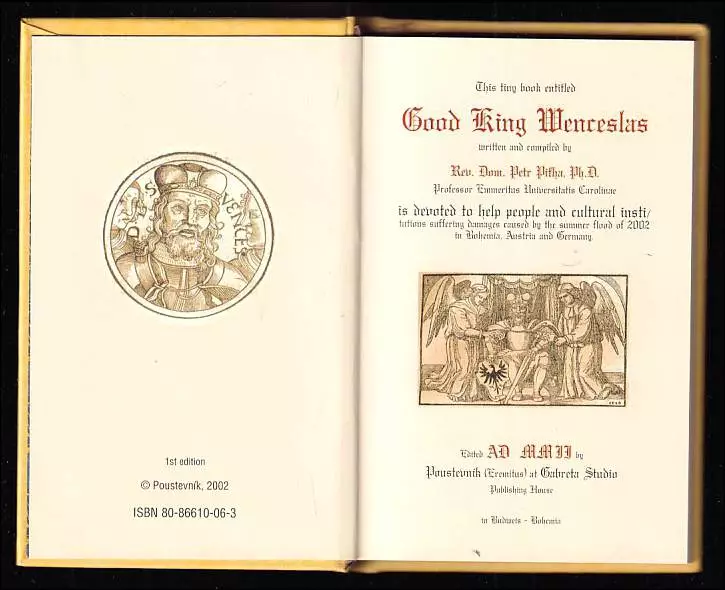 S
VENCES
1st edition
© Poustevník, 2002
ISBN 80-86610-06-3
This tiny book entitled
Good King Wenceslas
written and compiled by
Rev. Dom. Petr Piťha, Ph.D.
Professor Emmeritus Universitatis Carolinae
is devoted to help people and cultural insti/
tutions suffering damages caused by the summer flood of 2002
in Bohemia, Austria and Germany.
Edited AD MMII by
Poustevník (Eremitus) at Gabreta Studio
Publishing House
in Budweis - Bohemia